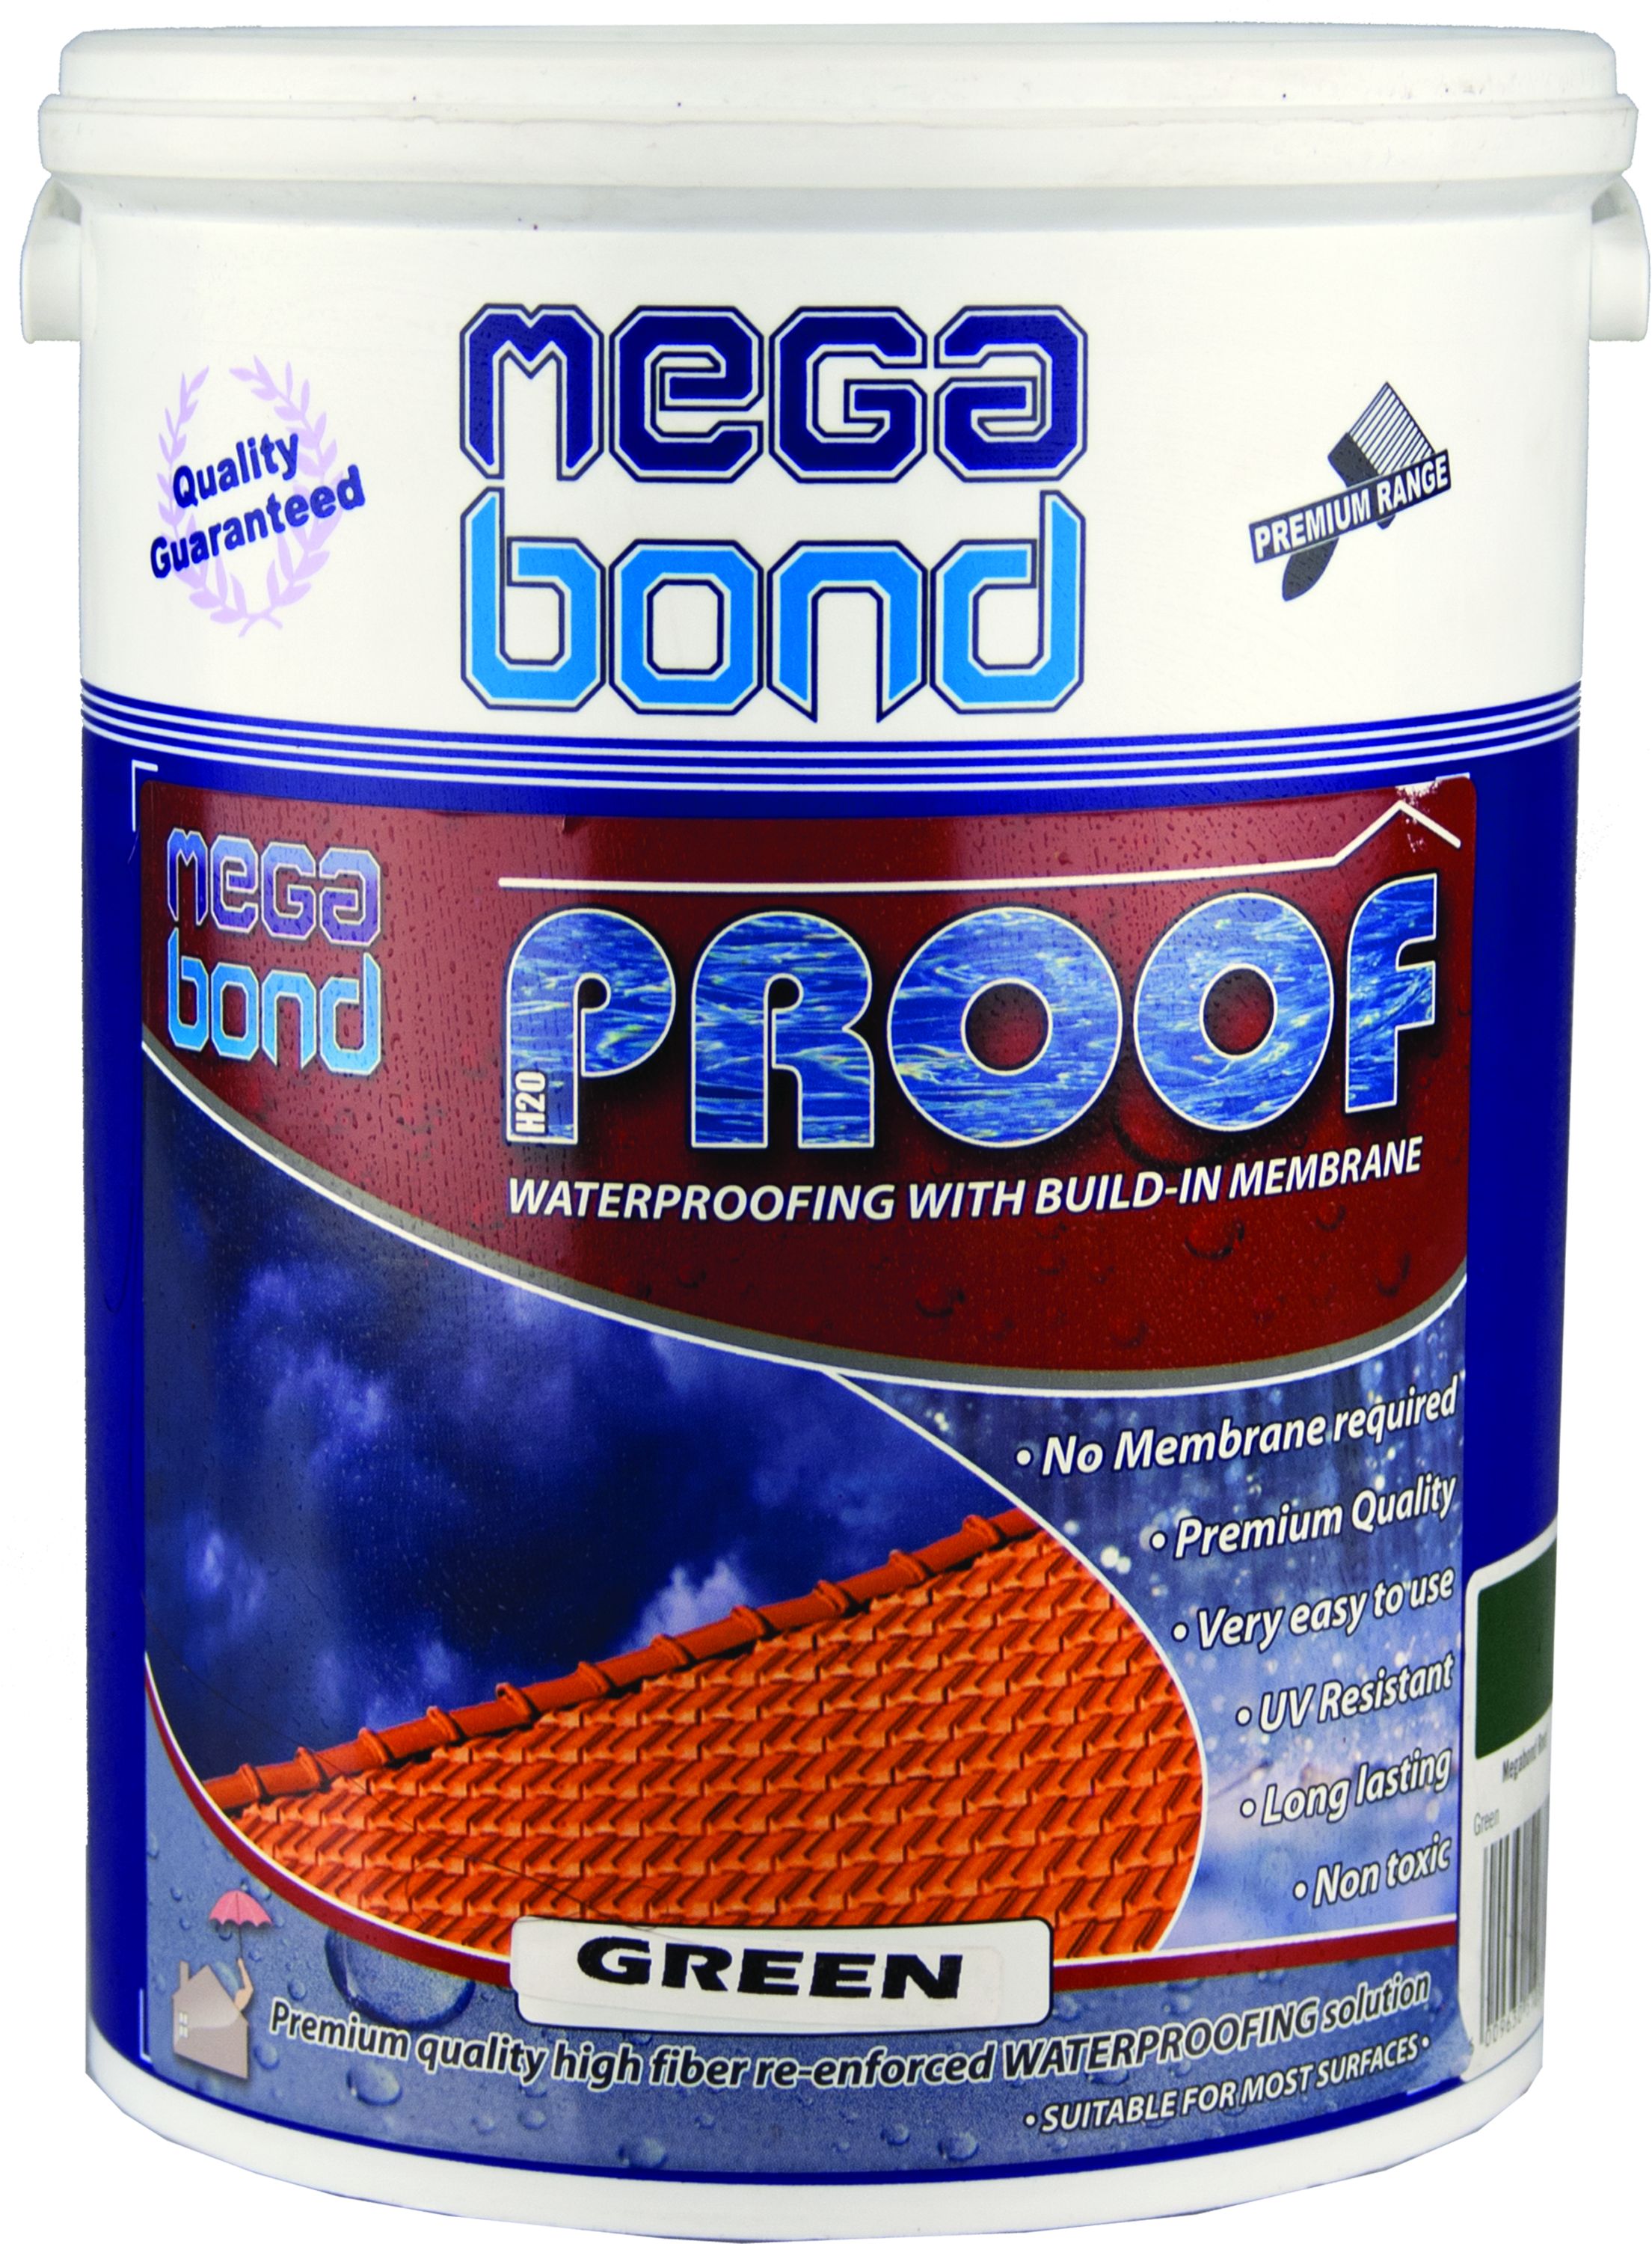 mega
bond
Quality
Guaranteed
PREMIUM RANGE
mega
bond
H2O
PROOF
WATERPROOFING WITH BUILD-IN MEMBRANE
• No Membrane required
• Premium Quality
• Very easy to use
• UV Resistant
• Long lasting
• Non toxic
Green
GREEN
Premium quality high fiber re-enforced WATERPROOFING solution
• SUITABLE FOR MOST SURFACES •